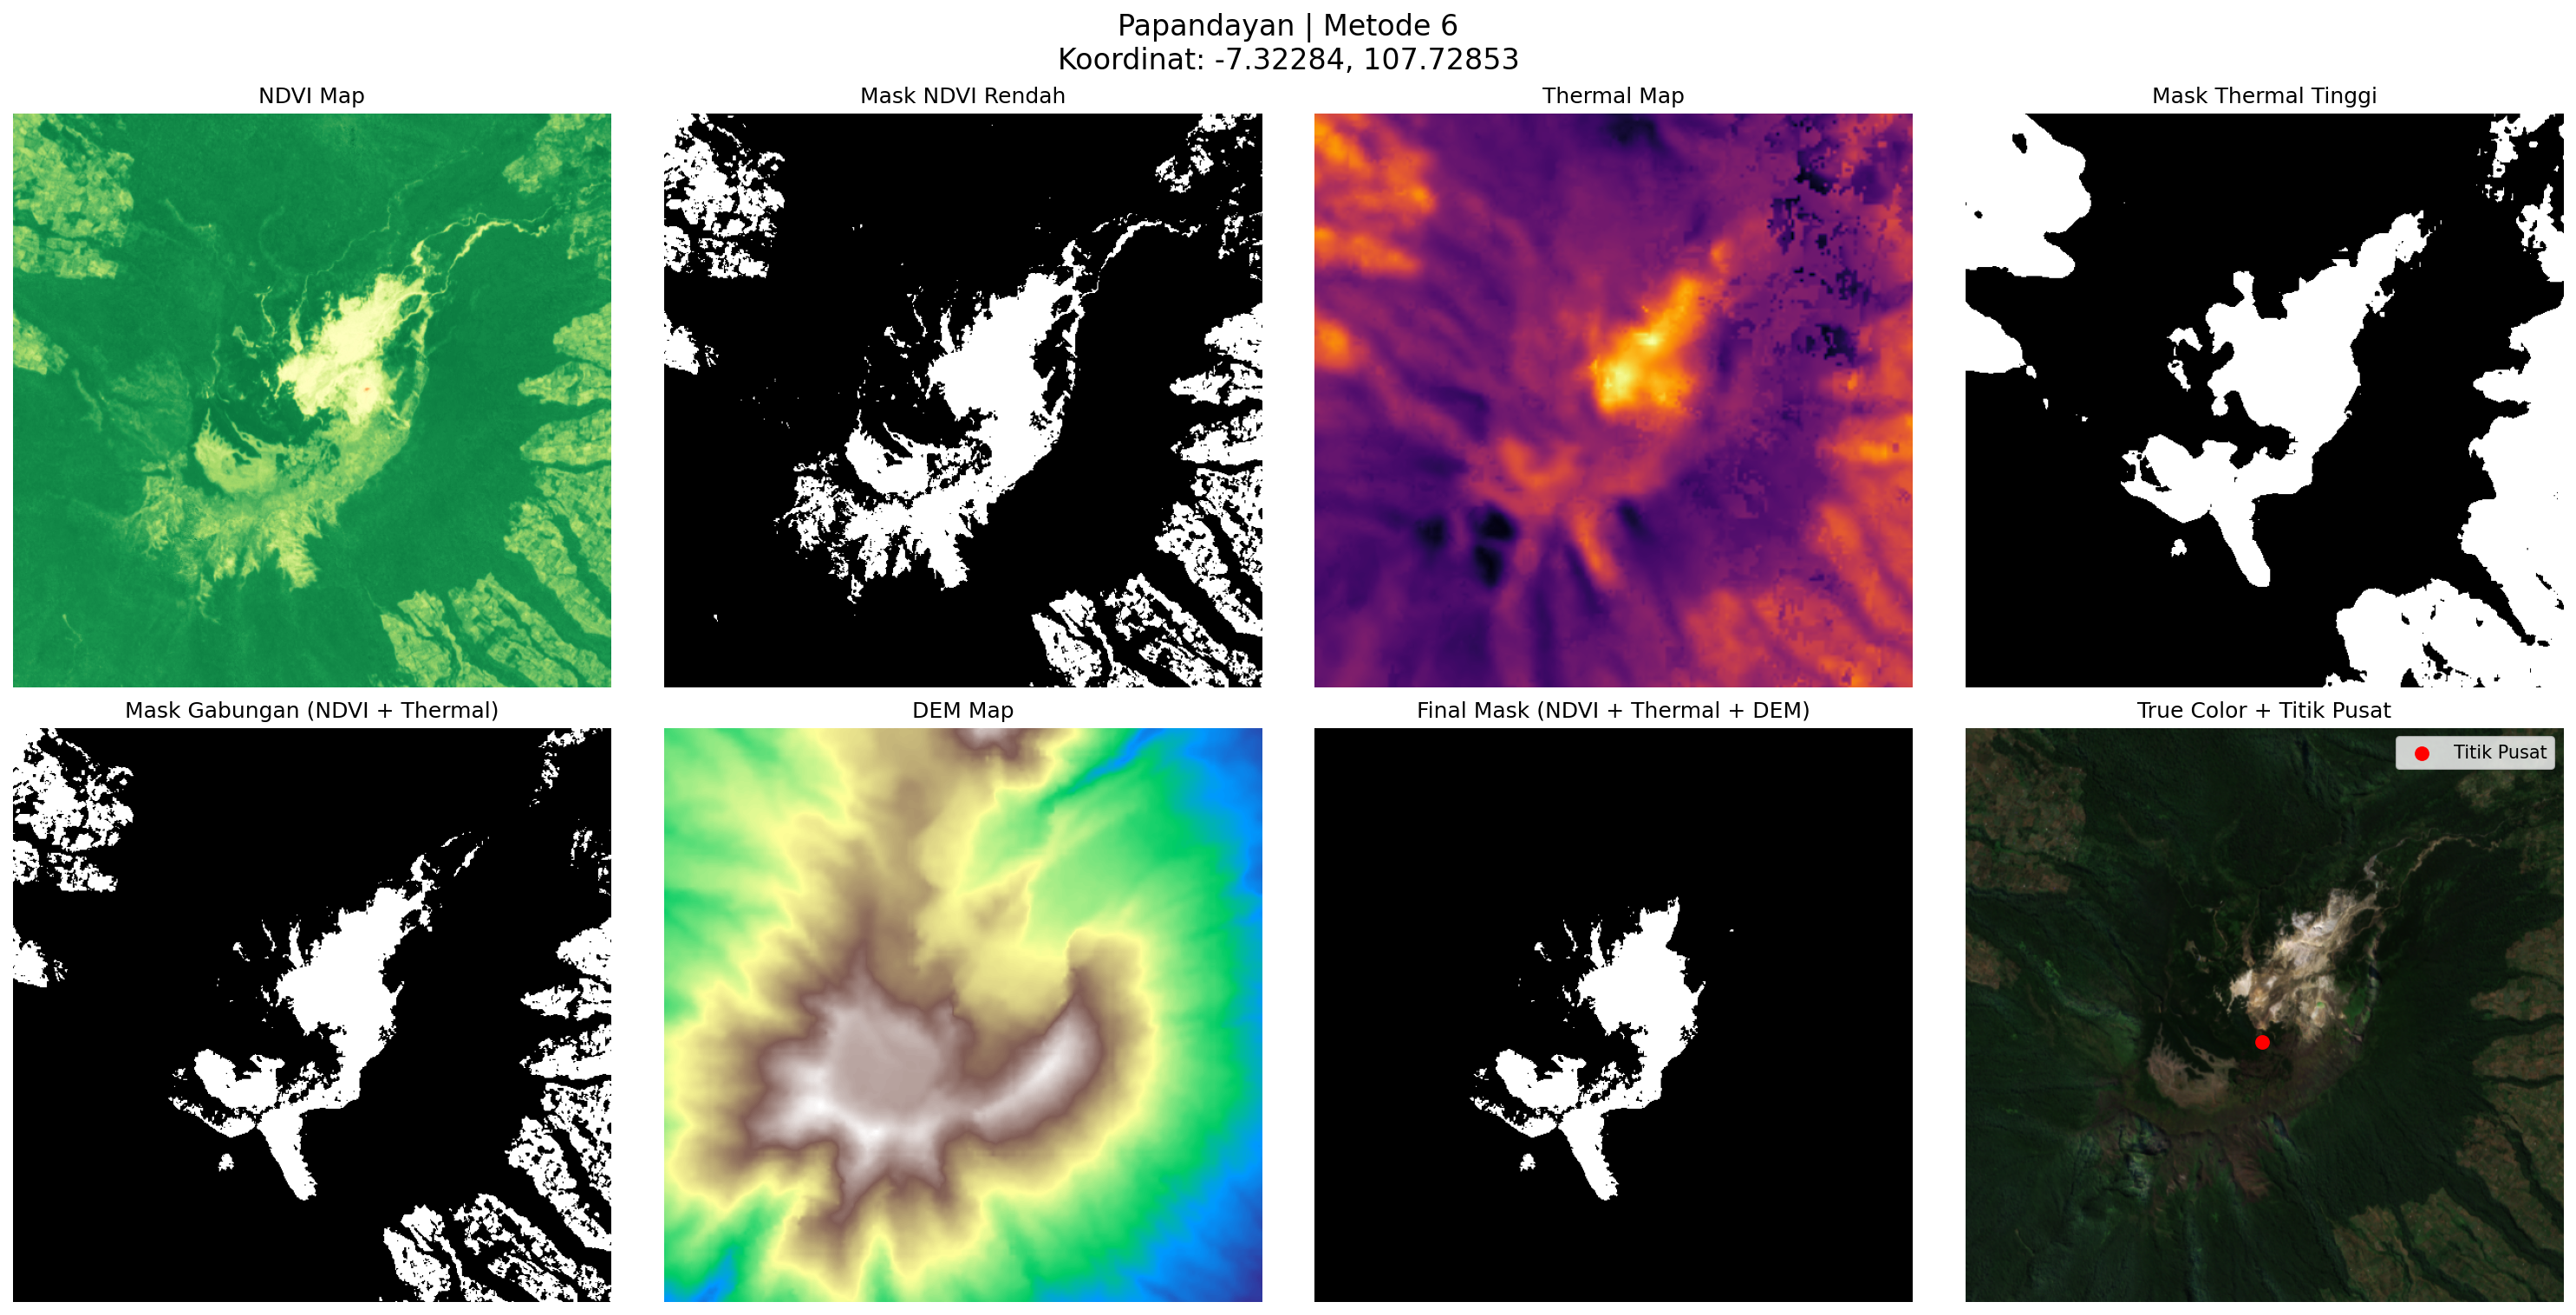 Papandayan | Metode 6
Koordinat: -7.32284, 107.72853
NDVI Map
Mask NDVI Rendah
Thermal Map
Mask Thermal Tinggi
Mask Gabungan (NDVI + Thermal)
DEM Map
Final Mask (NDVI + Thermal + DEM)
True Color + Titik Pusat
Titik Pusat